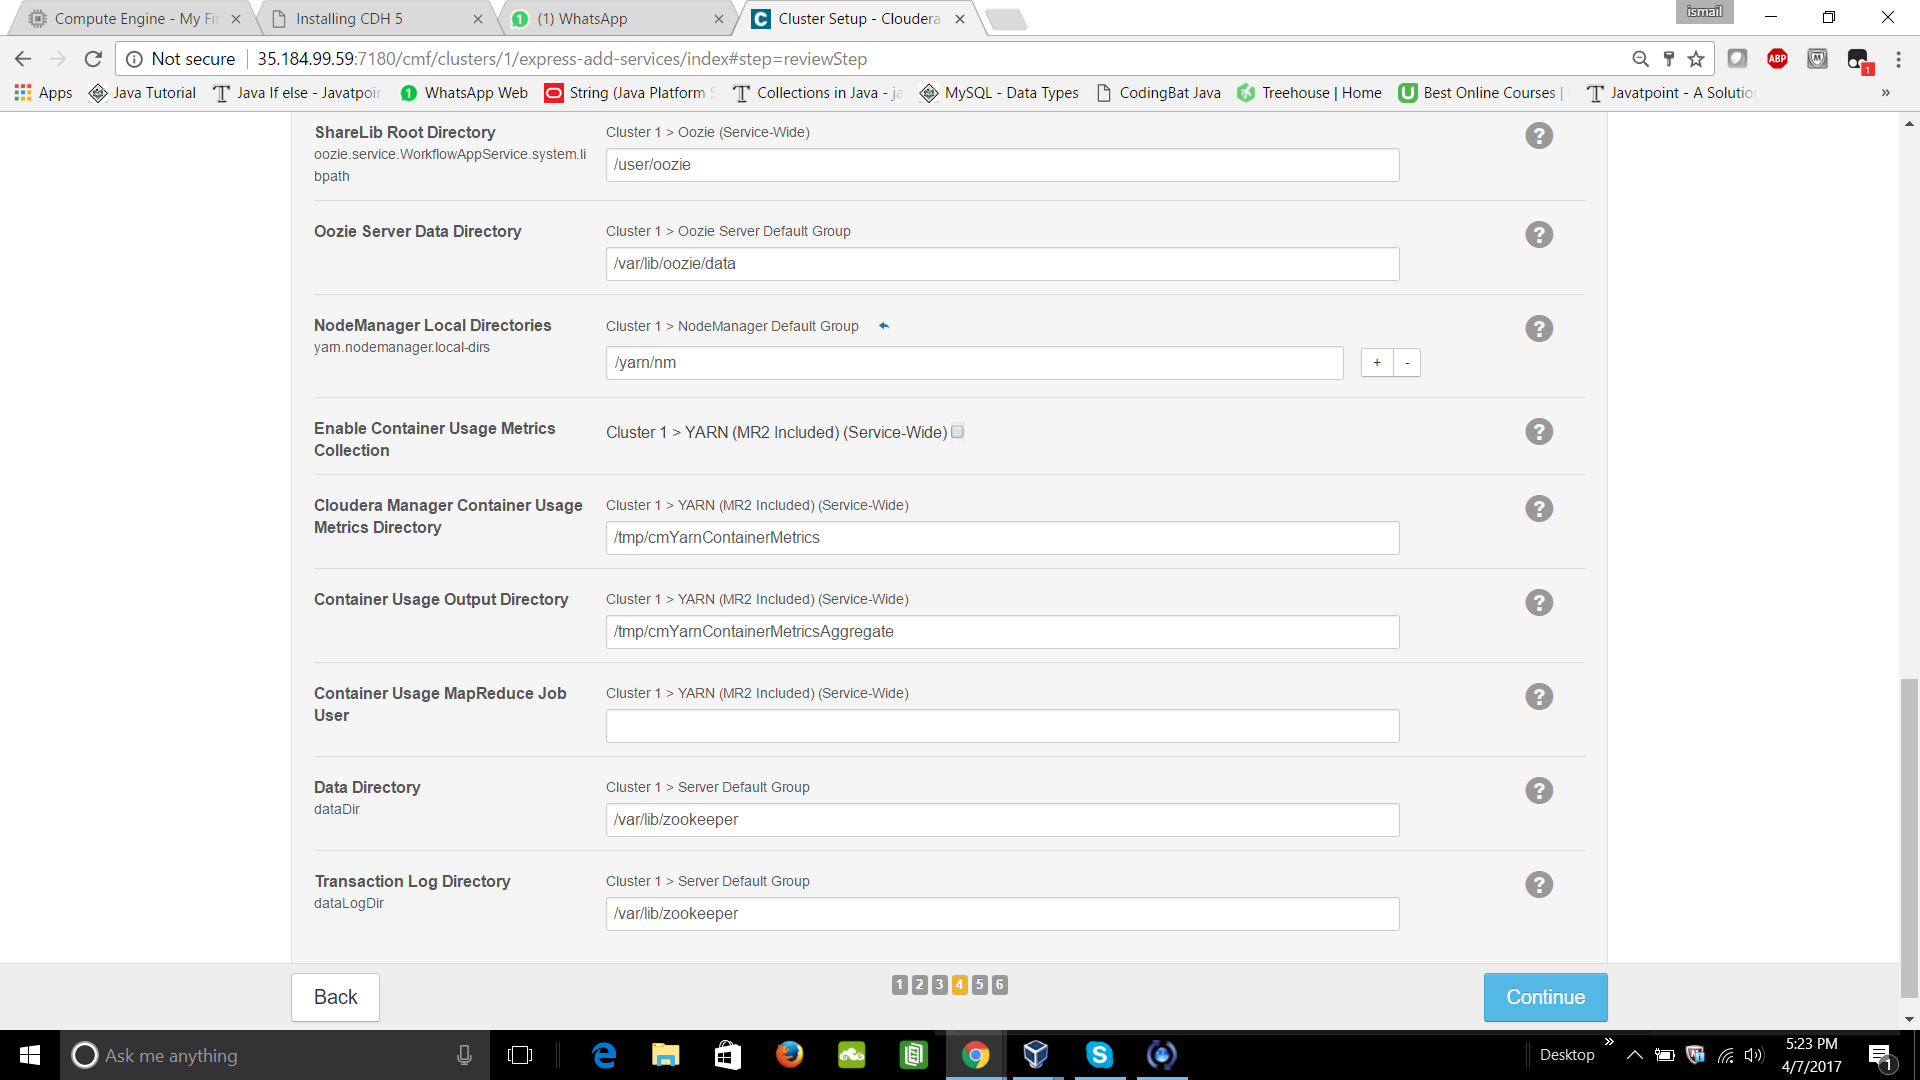 Compute Engine - My Fi
Installing CDH 5
(1) WhatsApp
Cluster Setup - Cloudera
ismail
Not secure
35.184.99.59:7180/cmf/clusters/1/express-add-services/index#step=reviewStep
ABP
1
Apps
Java Tutorial
Java If else - Javatpoin
WhatsApp Web
String (Java Platform S
Collections in Java - ja
MySQL - Data Types
CodingBat Java
Treehouse | Home
Best Online Courses |
Javatpoint - A Solutio
»
ShareLib Root Directory
oozie.service.WorkflowAppService.system.li
bpath
Cluster 1 > Oozie (Service-Wide)
/user/oozie
?
Oozie Server Data Directory
Cluster 1 > Oozie Server Default Group
/var/lib/oozie/data
?
NodeManager Local Directories
yarn.nodemanager.local-dirs
Cluster 1 > NodeManager Default Group
/yarn/nm
+ -
?
Enable Container Usage Metrics
Collection
Cluster 1 > YARN (MR2 Included) (Service-Wide)
?
Cloudera Manager Container Usage
Metrics Directory
Cluster 1 > YARN (MR2 Included) (Service-Wide)
/tmp/cmYarnContainerMetrics
?
Container Usage Output Directory
Cluster 1 > YARN (MR2 Included) (Service-Wide)
/tmp/cmYarnContainerMetricsAggregate
?
Container Usage MapReduce Job
User
Cluster 1 > YARN (MR2 Included) (Service-Wide)
?
Data Directory
dataDir
Cluster 1 > Server Default Group
/var/lib/zookeeper
?
Transaction Log Directory
dataLogDir
Cluster 1 > Server Default Group
/var/lib/zookeeper
?
Back
1 2 3 4 5 6
Continue
Ask me anything
Desktop
»
5:23 PM
4/7/2017
1